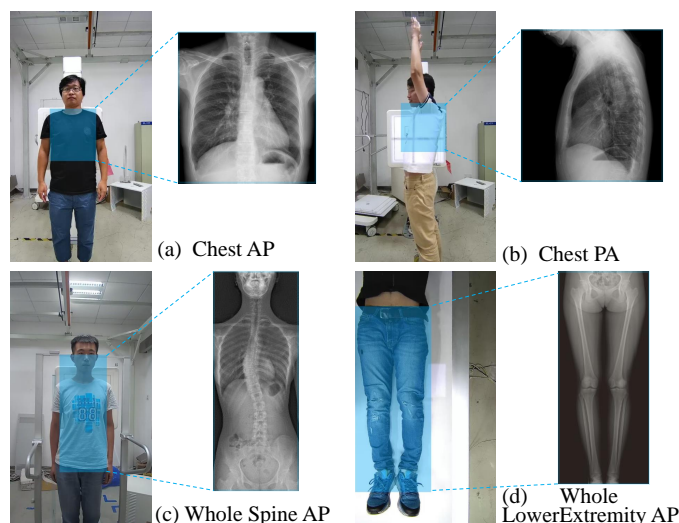 (a) Chest AP
(b) Chest PA
(c) Whole Spine AP
(d) Whole
LowerExtremity AP